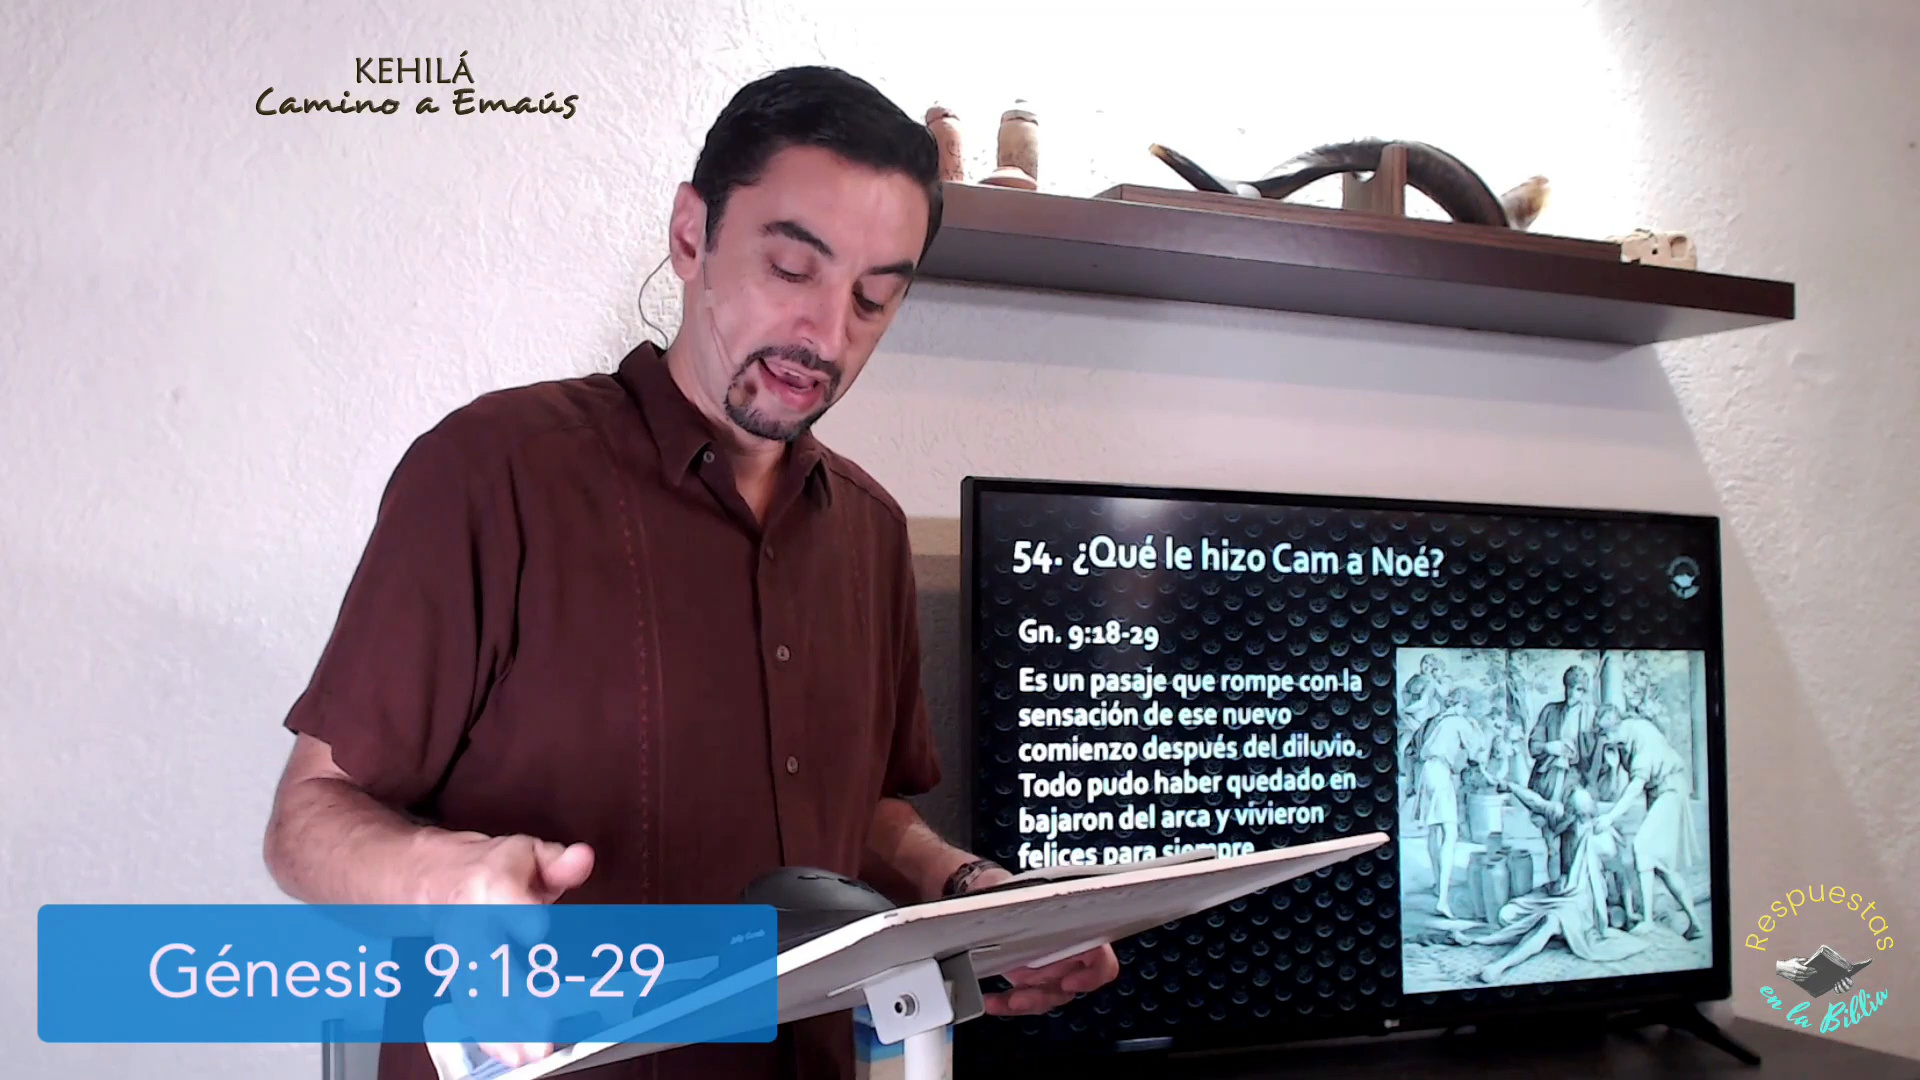 KEHILÁ
Camino a Emaús
54. ¿Qué le hizo Cam a Noé?
Gn. 9:18-29
Es un pasaje que rompe con la
sensación de ese nuevo
comienzo después del diluvio.
Todo pudo haber quedado en
bajaron del arca y vivieron
felices para siempre
Génesis 9:18-29
Respuestas
en la Biblia